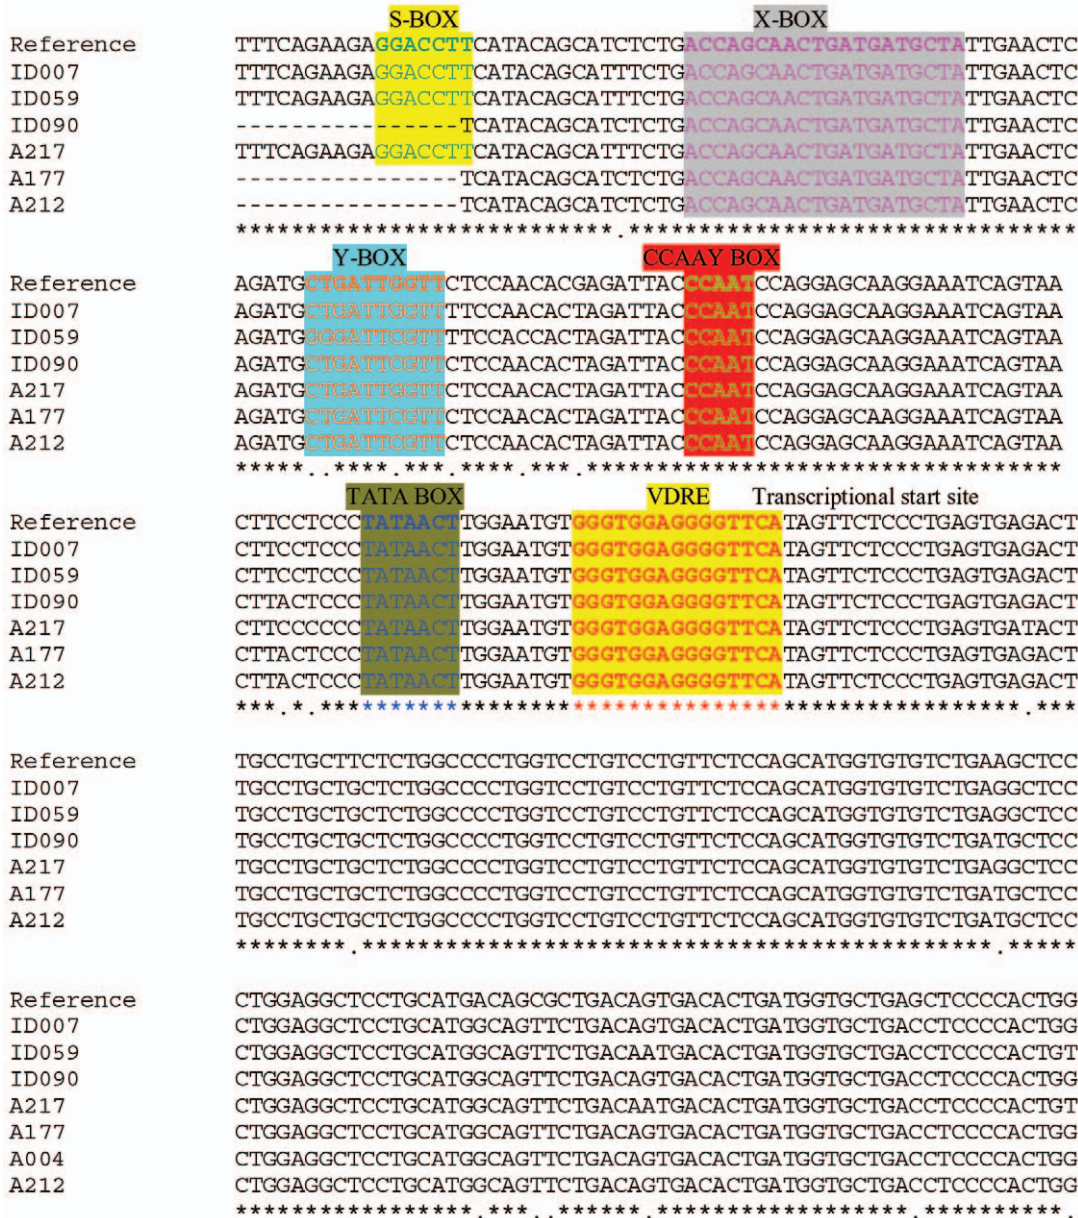 S-BOX X-BOX
Reference TTTCAGAAGAGGACCTTCATACAGCATCTCTGACCAGCAACTGATGATGCTATTGAACTC
ID007 TTTCAGAAGAGGACCTTCATACAGCATTTCTGACCAGCAACTGATGATGCTATTGAACTC
ID059 TTTCAGAAGAGGACCTTCATACAGCATTTCTGACCAGCAACTGATGATGCTATTGAACTC
ID090 ----------------TCATACAGCATCTCTGACCAGCAACTGATGATGCTATTGAACTC
A217 TTTCAGAAGAGGACCTTCATACAGCATTTCTGACCAGCAACTGATGATGCTATTGAACTC
A177 ----------------TCATACAGCATCTCTGACCAGCAACTGATGATGCTATTGAACTC
A212 ----------------TCATACAGCATCTCTGACCAGCAACTGATGATGCTATTGAACTC
***************************.********************************
Y-BOX CCAAY BOX
Reference AGATGCTGATTGGTTCTCCAACACGAGATTACCCAATCCAGGAGCAAGGAAATCAGTAA
ID007 AGATGCTGATTGGTTTTCCAACACTAGATTACCCAATCCAGGAGCAAGGAAATCAGTAA
ID059 AGATGGGGATTCGTTTTCCACCACTAGATTACCCAATCCAGGAGCAAGGAAATCAGTAA
ID090 AGATGCTGATTCGTTCTCCAACACTAGATTACCCAATCCAGGAGCAAGGAAATCAGTAA
A217 AGATGCTGATTGGTTCTCCAACACTAGATTACCCAATCCAGGAGCAAGGAAATCAGTAA
A177 AGATGCTGATTCGTTCTCCAACACTAGATTACCCAATCCAGGAGCAAGGAAATCAGTAA
A212 AGATGCTGATTCGTTCTCCAACACTAGATTACCCAATCCAGGAGCAAGGAAATCAGTAA
*****..****.***.****.***.**********************************
TATA BOX VDRE Transcriptional start site
Reference CTTCCTCCCTATAACTTGGAATGTGGGTGGAGGGGTTCATAGTTCTCCCTGAGTGAGACT
ID007 CTTCCTCCCTATAACTTGGAATGTGGGTGGAGGGGTTCATAGTTCTCCCTGAGTGAGACT
ID059 CTTCCTCCCTATAACTTGGAATGTGGGTGGAGGGGTTCATAGTTCTCCCTGAGTGAGACT
ID090 CTTACTCCCTATAACTTGGAATGTGGGTGGAGGGGTTCATAGTTCTCCCTGAGTGAGACT
A217 CTTCCCCCCTATAACTTGGAATGTGGGTGGAGGGGTTCATAGTTCTCCCTGAGTGATACT
A177 CTTACTCCCTATAACTTGGAATGTGGGTGGAGGGGTTCATAGTTCTCCCTGAGTGAGACT
A212 CTTACTCCCTATAACTTGGAATGTGGGTGGAGGGGTTCATAGTTCTCCCTGAGTGAGACT
***.*.**************************************************.***
Reference TGCCTGCTTCTCTGGCCCCTGGTCCTGTCCTGTTCTCCAGCATGGTGTGTCTGAAGCTCC
ID007 TGCCTGCTGCTCTGGCCCCTGGTCCTGTCCTGTTCTCCAGCATGGTGTGTCTGAGGCTCC
ID059 TGCCTGCTGCTCTGGCCCCTGGTCCTGTCCTGTTCTCCAGCATGGTGTGTCTGAGGCTCC
ID090 TGCCTGCTGCTCTGGCCCCTGGTCCTGTCCTGTTCTCCAGCATGGTGTGTCTGATGCTCC
A217 TGCCTGCTGCTCTGGCCCCTGGTCCTGTCCTGTTCTCCAGCATGGTGTGTCTGAGGCTCC
A177 TGCCTGCTGCTCTGGCCCCTGGTCCTGTCCTGTTCTCCAGCATGGTGTGTCTGATGCTCC
A212 TGCCTGCTGCTCTGGCCCCTGGTCCTGTCCTGTTCTCCAGCATGGTGTGTCTGATGCTCC
********.*********************************************.*****
Reference CTGGAGGCTCCTGCATGACAGCGCTGACAGTGACACTGATGGTGCTGAGCTCCCCACTGG
ID007 CTGGAGGCTCCTGCATGGCAGTTCTGACAGTGACACTGATGGTGCTGACCTCCCCACTGG
ID059 CTGGAGGCTCCTGCATGGCAGTTCTGACAATGACACTGATGGTGCTGACCTCCCCACTGT
ID090 CTGGAGGCTCCTGCATGGCAGTTCTGACAGTGACACTGATGGTGCTGACCTCCCCACTGG
A217 CTGGAGGCTCCTGCATGGCAGTTCTGACAATGACACTGATGGTGCTGACCTCCCCACTGT
A177 CTGGAGGCTCCTGCATGGCAGTTCTGACAGTGACACTGATGGTGCTGACCTCCCCACTGG
A004 CTGGAGGCTCCTGCATGGCAGTTCTGACAGTGACACTGATGGTGCTGACCTCCCCACTGG
A212 CTGGAGGCTCCTGCATGGCAGTTCTGACAGTGACACTGATGGTGCTGACCTCCCCACTGG
*****************.***..******.******************.**********.